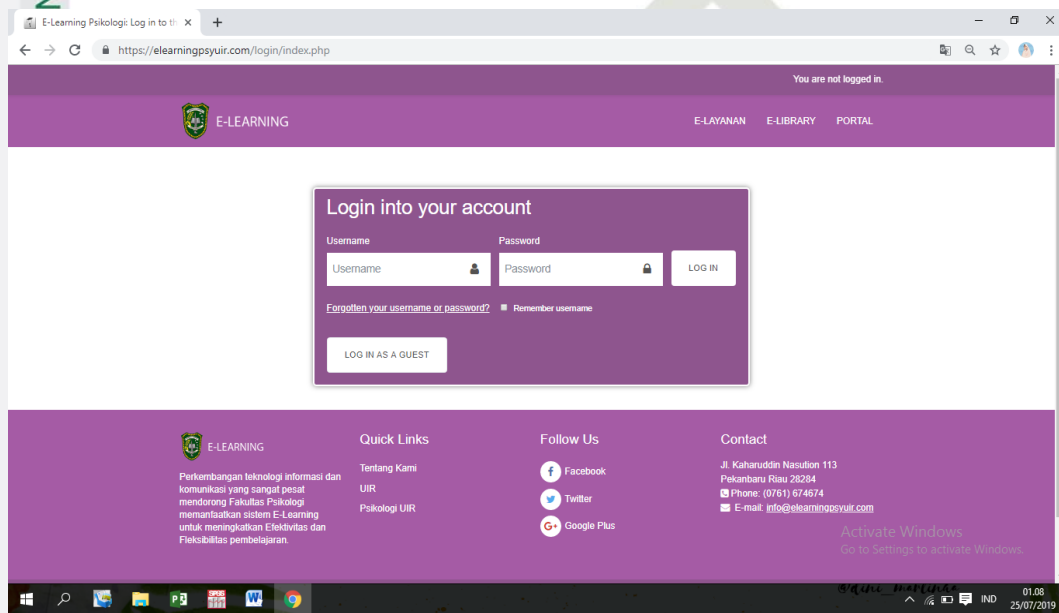 E-Learning Psikologi: Log in to th
https://elearningpsyuir.com/login/index.php
You are not logged in.
E-LEARNING
E-LAYANAN E-LIBRARY PORTAL
Login into your account
Username Password
Username Password LOG IN
Forgotten your username or password? Remember username
LOG IN AS A GUEST
E-LEARNING
Perkembangan teknologi informasi dan
komunikasi yang sangat pesat
mendorong Fakultas Psikologi
memanfaatkan sistem E-Learning
untuk meningkatkan Efektivitas dan
Fleksibilitas pembelajaran.
Quick Links
Tentang Kami
UIR
Psikologi UIR
Follow Us
Facebook
Twitter
Google Plus
Contact
Jl. Kaharuddin Nasution 113
Pekanbaru Riau 28284
Phone: (0761) 674674
E-mail: info@elearningpsyuir.com
Activate Windows
Go to Settings to activate Windows.
IND
01.08
25/07/2019